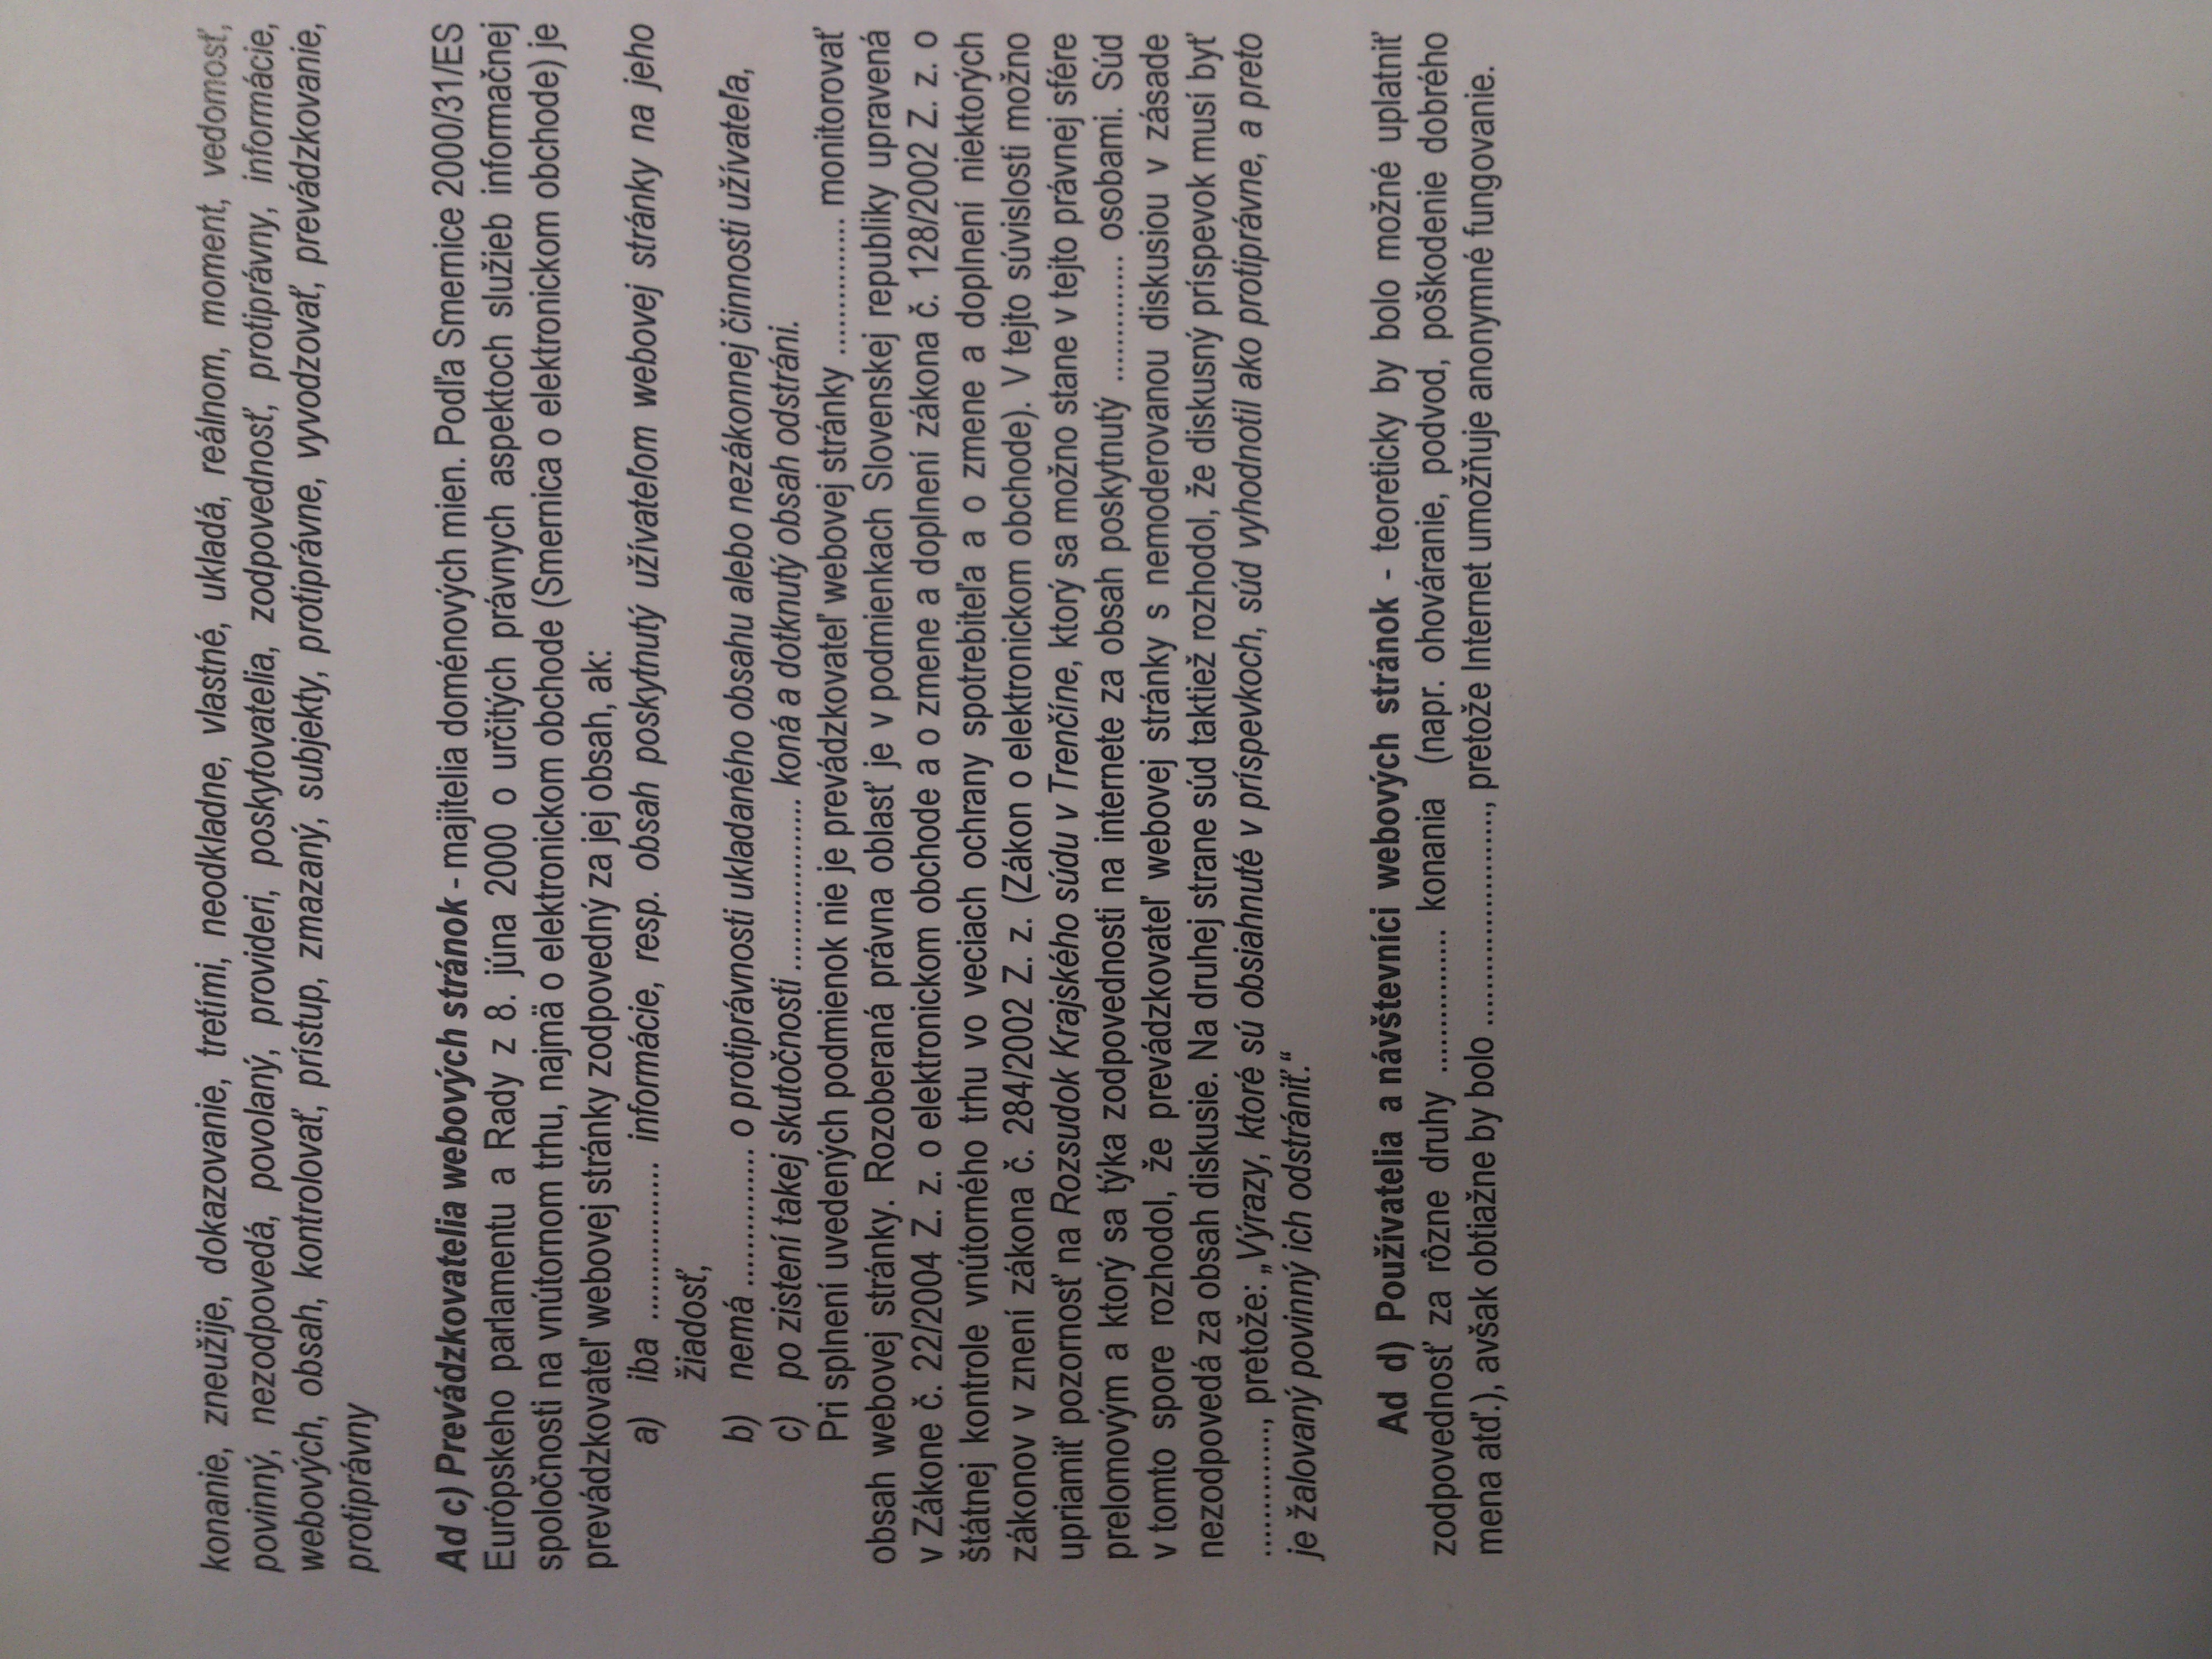 konanie, zneužije, dokazovanie, tretími, neodkladne, vlastné, ukladá, reálnom, moment, vedomosť,
povinný, nezodpovedá, povolaný, provideri, poskytovatelia, zodpovednosť, protiprávny, informácie,
webových, obsah, kontrolovať, prístup, zmazaný, subjekty, protiprávne, vyvodzovať, prevádzkovanie,
protiprávny
Ad c) Prevádzkovatelia webových stránok - majitelia doménových mien. Podľa Smernice 2000/31/ES
Európskeho parlamentu a Rady z 8. júna 2000 o určitých právnych aspektoch služieb informačnej
spoločnosti na vnútornom trhu, najmä o elektronickom obchode (Smernica o elektronickom obchode) je
prevádzkovateľ webovej stránky zodpovedný za jej obsah, ak:
a) iba ................. informácie, resp. obsah poskytnutý užívateľom webovej stránky na jeho
žiadosť,
b) nemá ............... o protiprávnosti ukladaného obsahu alebo nezákonnej činnosti užívateľa,
c) po zistení takej skutočnosti ................... koná a dotknutý obsah odstráni.
Pri splnení uvedených podmienok nie je prevádzkovateľ webovej stránky ............... monitorovať
obsah webovej stránky. Rozoberaná právna oblasť je v podmienkach Slovenskej republiky upravená
v Zákone č. 22/2004 Z. z. o elektronickom obchode a o zmene a doplnení zákona č. 128/2002 Z. z. o
štátnej kontrole vnútorného trhu vo veciach ochrany spotrebiteľa a o zmene a doplnení niektorých
zákonov v znení zákona č. 284/2002 Z. z. (Zákon o elektronickom obchode). V tejto súvislosti možno
upriamiť pozornosť na Rozsudok Krajského súdu v Trenčíne, ktorý sa možno stane v tejto právnej sfére
prelomovým a ktorý sa týka zodpovednosti na internete za obsah poskytnutý .............. osobami. Súd
v tomto spore rozhodol, že prevádzkovateľ webovej stránky s nemoderovanou diskusiou v zásade
nezodpovedá za obsah diskusie. Na druhej strane súd taktiež rozhodol, že diskusný príspevok musí byť
.............., pretože: „Výrazy, ktoré sú obsiahnuté v príspevkoch, súd vyhodnotil ako protiprávne, a preto
je žalovaný povinný ich odstrániť.“
Ad d) Používatelia a návštevníci webových stránok - teoreticky by bolo možné uplatniť
zodpovednosť za rôzne druhy ................ konania (napr. ohováranie, podvod, poškodenie dobrého
mena atď.), avšak obtiažne by bolo ........................, pretože Internet umožňuje anonymné fungovanie.